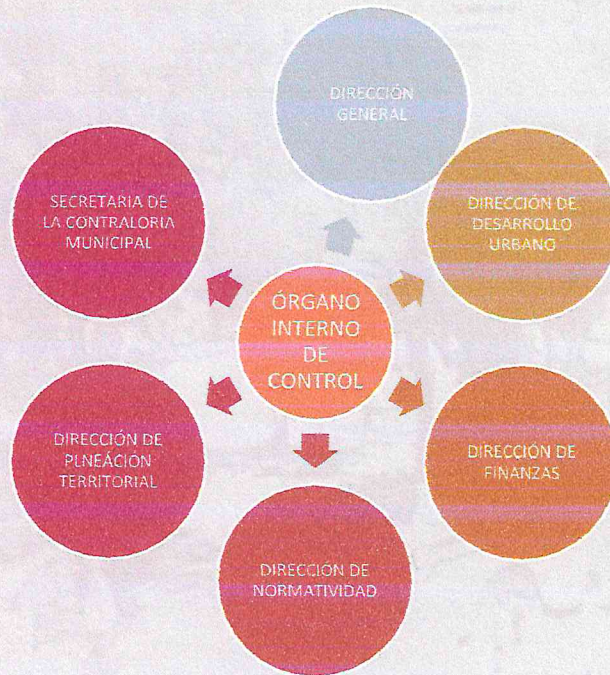 DIRECCIÓN
GENERAL
SECRETARIA DE
LA CONTRALORIA
MUNICIPAL
DIRECCIÓN DE
DESARROLLO
URBANO
ÓRGANO
INTERNO
DE
CONTROL
DIRECCIÓN DE
PLNEÁCIÓN
TERRITORIAL
DIRECCIÓN DE
FINANZAS
DIRECCIÓN DE
NORMATIVIDAD